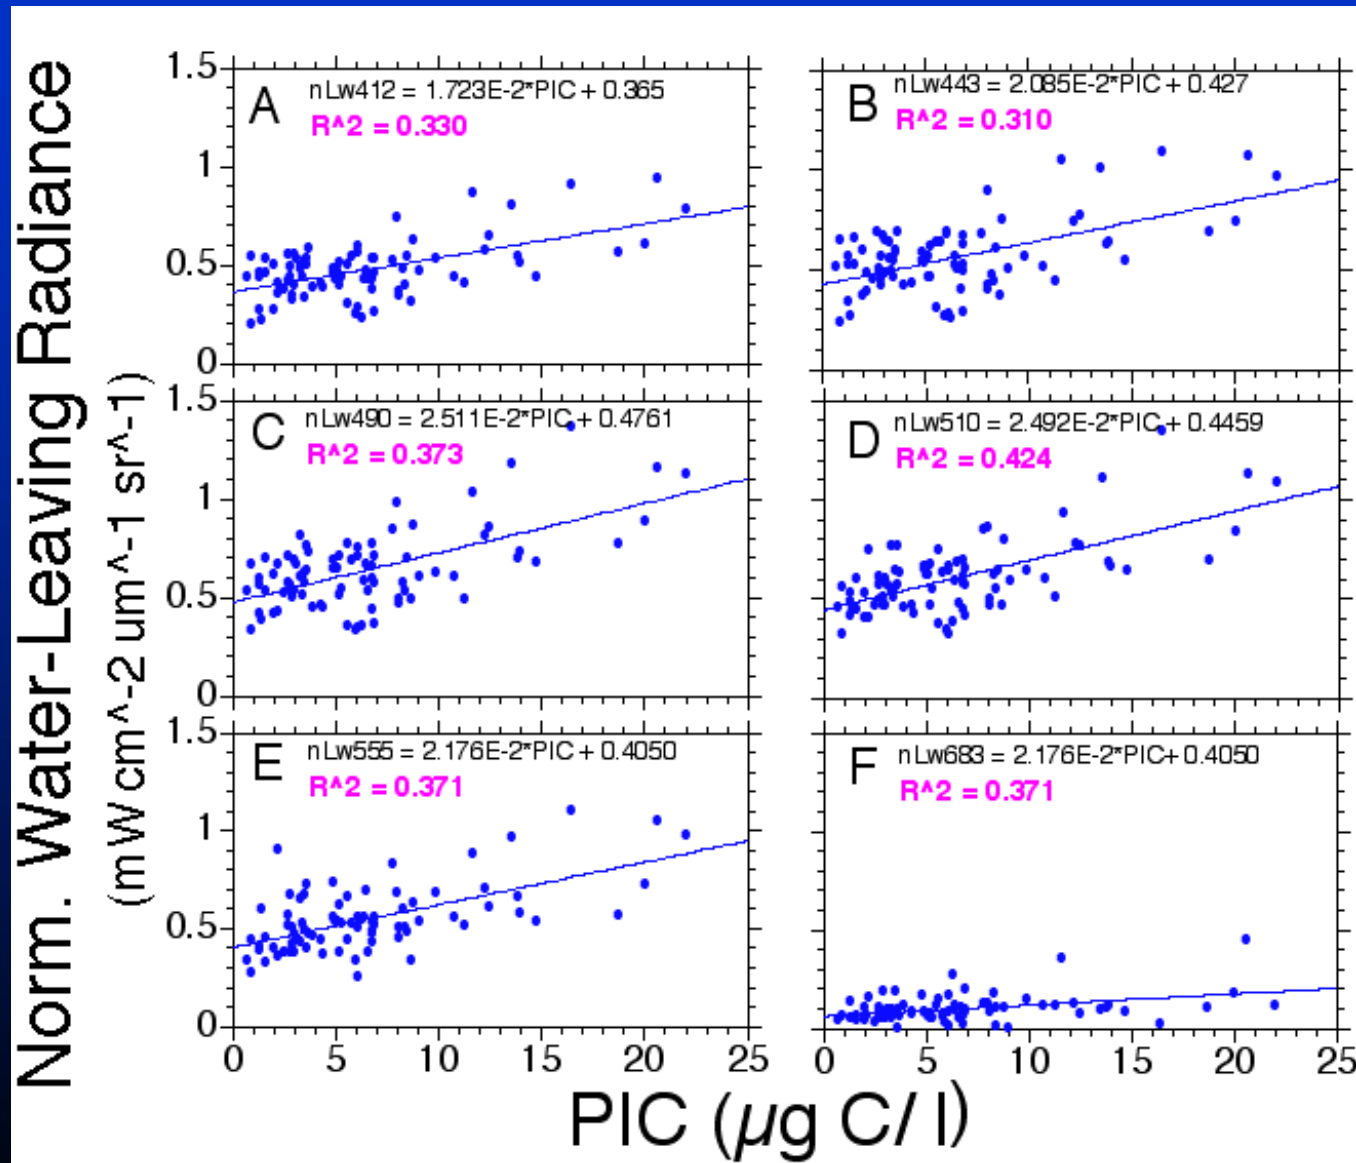 Norm. Water-Leaving Radiance
(mW cm^-2 um^-1 sr^-1)
1.5
1
0.5
0
A
nLw412 = 1.723E-2*PIC + 0.365
R^2 = 0.330
B
nLw443 = 2.085E-2*PIC + 0.427
R^2 = 0.310
1.5
1
0.5
0
C
nLw490 = 2.511E-2*PIC + 0.4761
R^2 = 0.373
D
nLw510 = 2.492E-2*PIC + 0.4459
R^2 = 0.424
1.5
1
0.5
0
E
nLw555 = 2.176E-2*PIC + 0.4050
R^2 = 0.371
F
nLw683 = 2.176E-2*PIC+ 0.4050
R^2 = 0.371
0 5 10 15 20 25
0 5 10 15 20 25
PIC (µg C/ l)